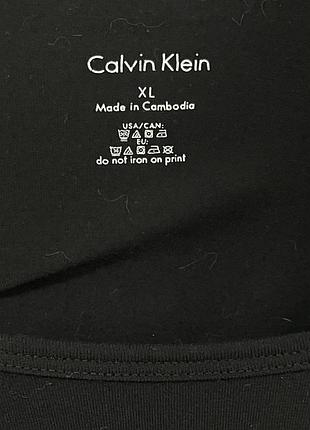 Calvin Klein
XL
Made in Cambodia
USA/CAN:
EU:
do not iron on print